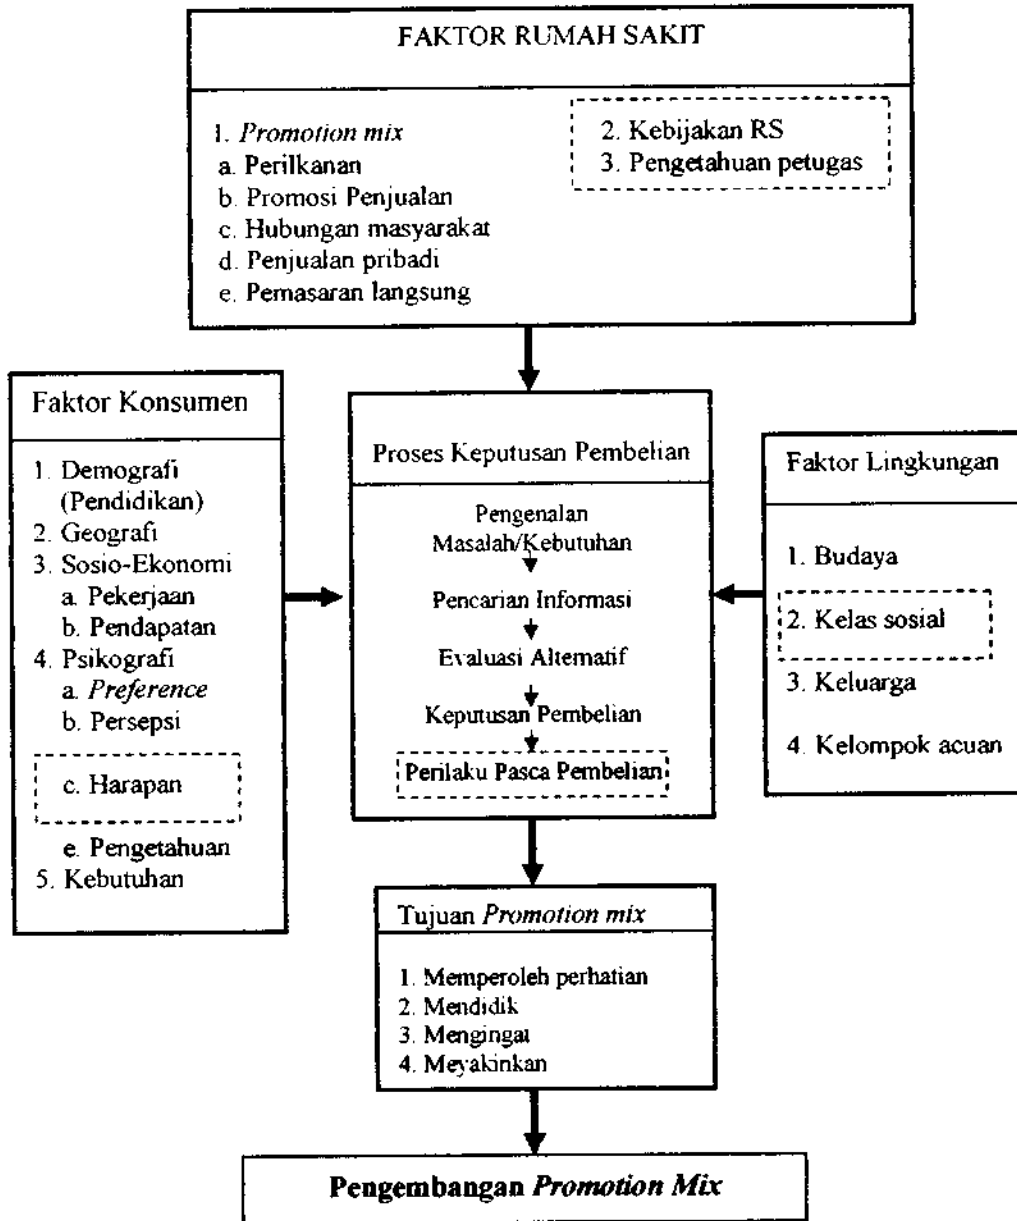 FAKTOR RUMAH SAKIT
1. Promotion mix
a. Perilkanan
b. Promosi Penjualan
c. Hubungan masyarakat
d. Penjualan pribadi
e. Pemasaran langsung
2. Kebijakan RS
3. Pengetahuan petugas
Faktor Konsumen
1. Demografi
(Pendidikan)
2. Geografi
3. Sosio-Ekonomi
a. Pekerjaan
b. Pendapatan
4. Psikografi
a. Preference
b. Persepsi
c. Harapan
e. Pengetahuan
5. Kebutuhan
Proses Keputusan Pembelian
Pengenalan
Masalah/Kebutuhan
Pencarian Informasi
Evaluasi Alternatif
Keputusan Pembelian
Perilaku Pasca Pembelian
Faktor Lingkungan
1. Budaya
2. Kelas sosial
3. Keluarga
4. Kelompok acuan
Tujuan Promotion mix
1. Memperoleh perhatian
2. Mendidik
3. Mengingat
4. Meyakinkan
Pengembangan Promotion Mix